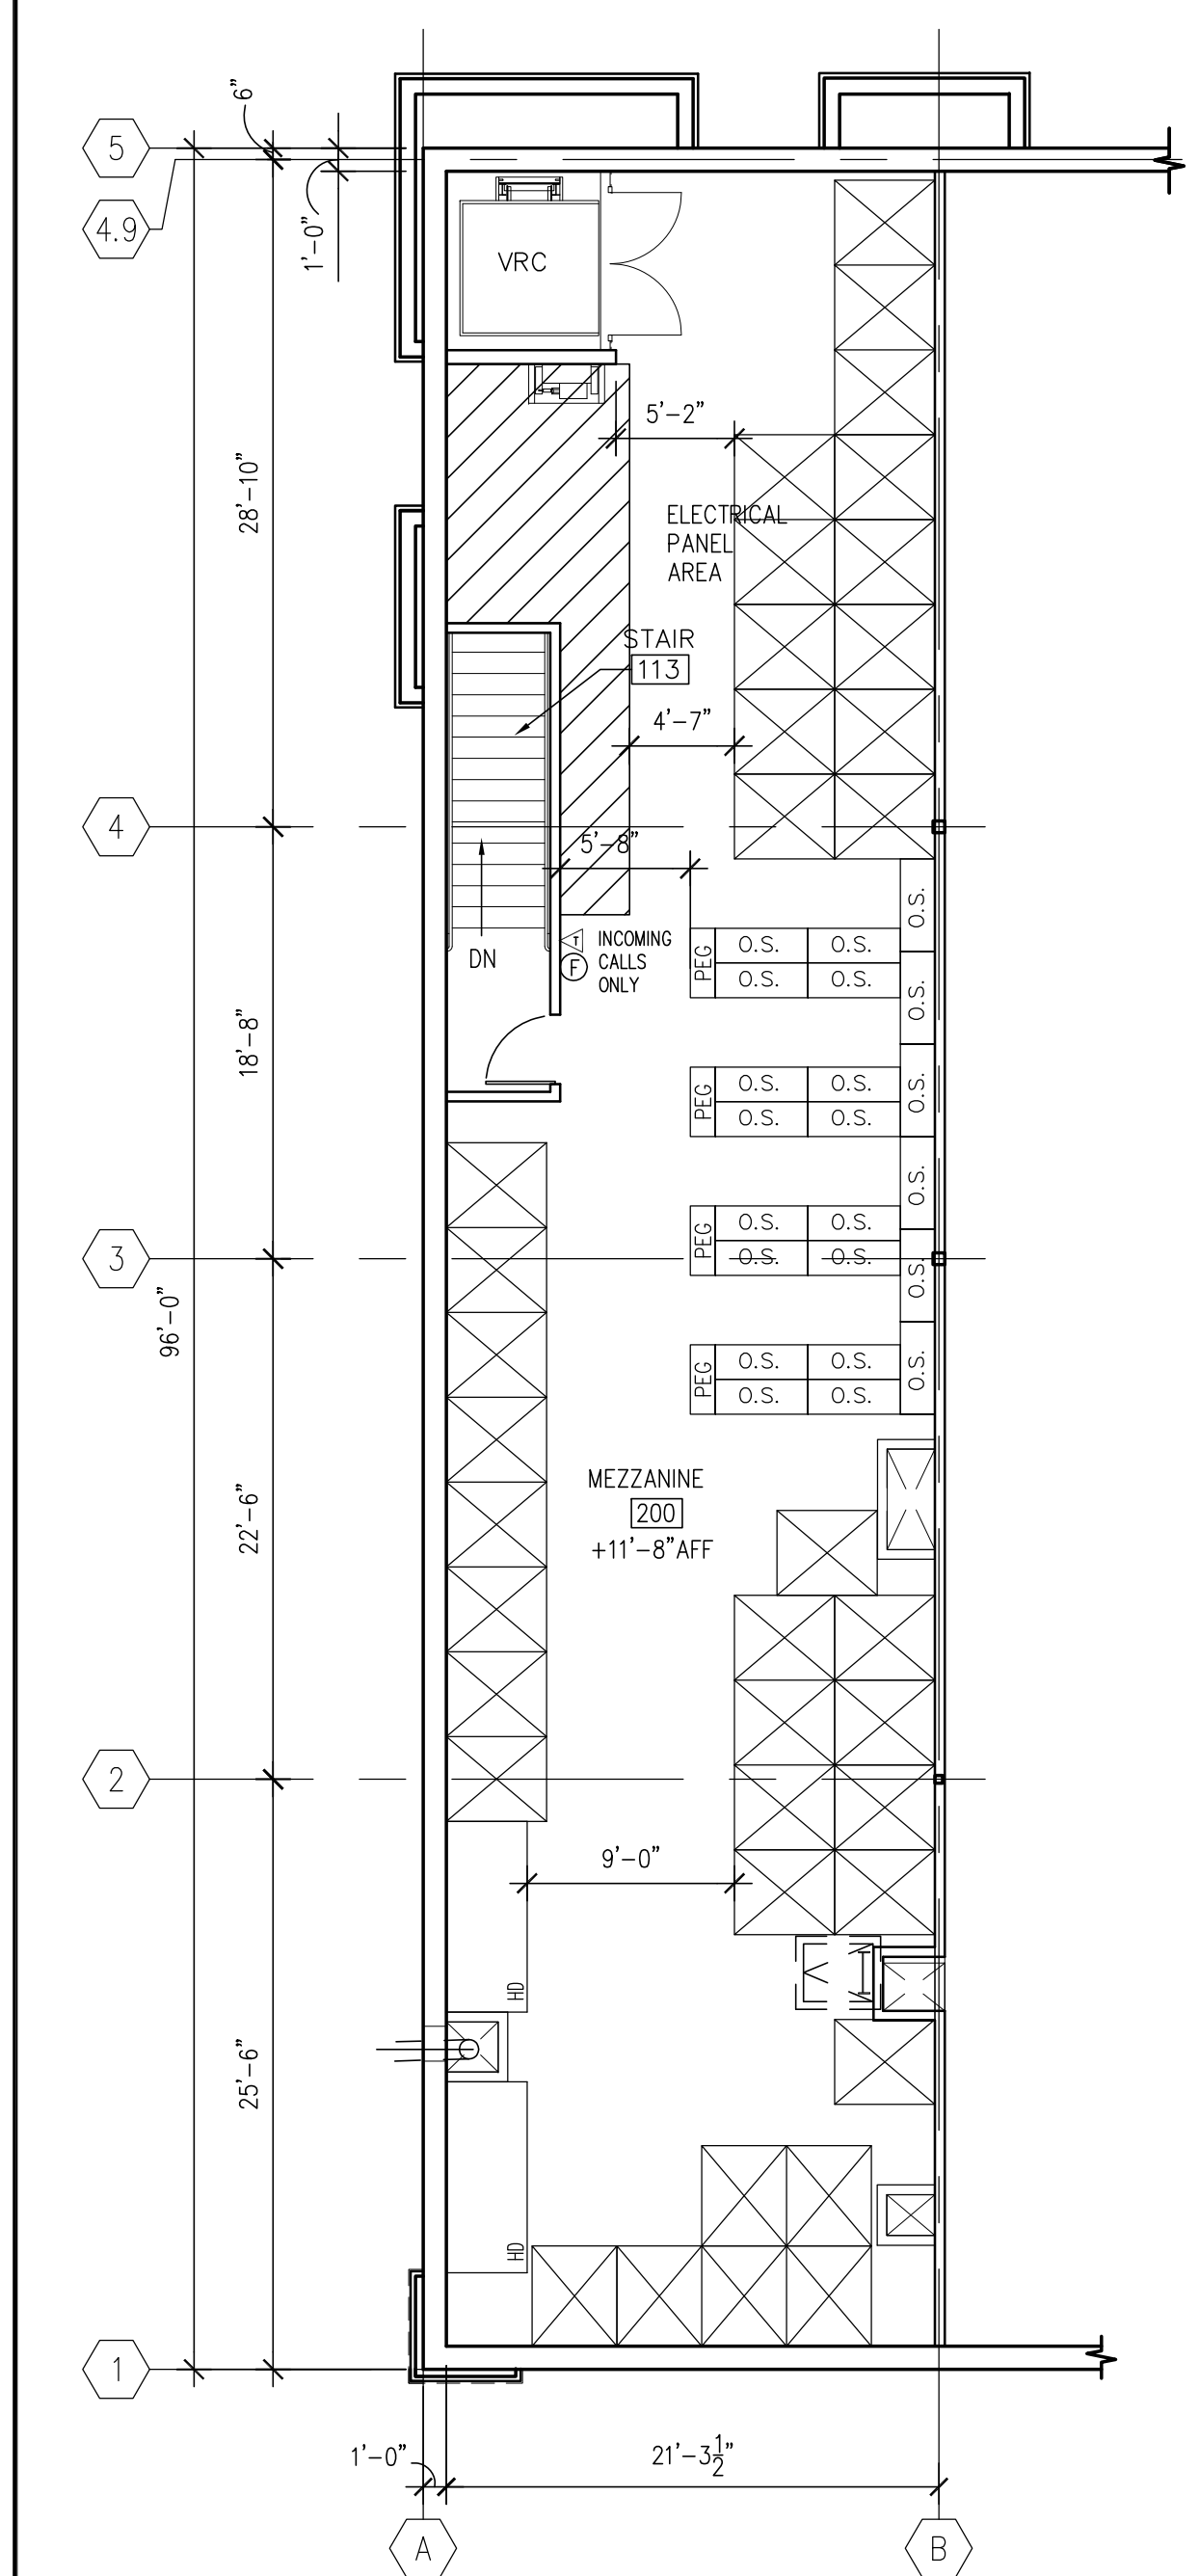 6"
5
4.9
1'-0"
VRC
5'-2"
28'-10"
ELECTRICAL
PANEL
AREA
STAIR
113
4'-7"
4
5'-8"
O.S.
T
INCOMING
CALLS
ONLY
F
DN
PEG
O.S. O.S.
O.S. O.S.
O.S.
18'-8"
O.S.
PEG
O.S. O.S.
O.S. O.S.
O.S.
PEG
O.S. O.S.
O.S. O.S.
3
O.S.
96'-0"
PEG
O.S. O.S.
O.S. O.S.
O.S.
MEZZANINE
200
+11'-8"AFF
22'-6"
2
9'-0"
HD
25'-6"
HD
1
1'-0"
21'-3½"
A
B